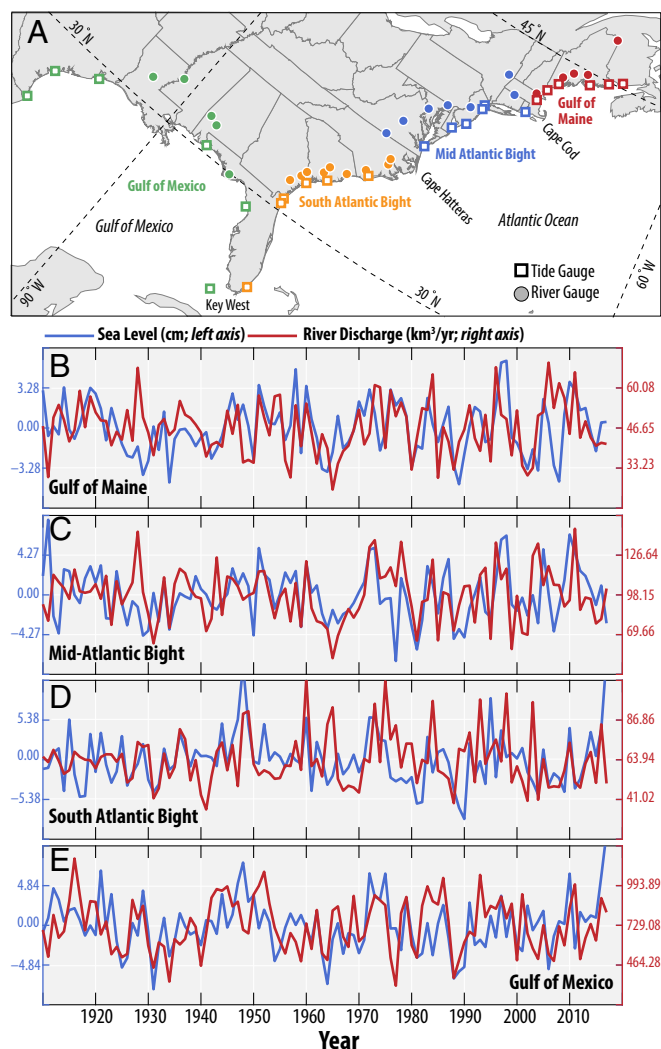 A
30°N
45°N
Gulf of Maine
Cape Cod
Mid Atlantic Bight
Cape Hatteras
Gulf of Mexico
South Atlantic Bight
Gulf of Mexico
Atlantic Ocean
Tide Gauge
River Gauge
90°W
Key West
30°N
60°W
Sea Level (cm; left axis) River Discharge (km³/yr; right axis)
B
3.28 60.08
0.00 46.65
−3.28 33.23
Gulf of Maine
C
4.27 126.64
0.00 98.15
−4.27 69.66
Mid-Atlantic Bight
D
5.38 86.86
0.00 63.94
−5.38 41.02
South Atlantic Bight
E
4.84 993.89
0.00 729.08
−4.84 464.28
Gulf of Mexico
1920 1930 1940 1950 1960 1970 1980 1990 2000 2010
Year